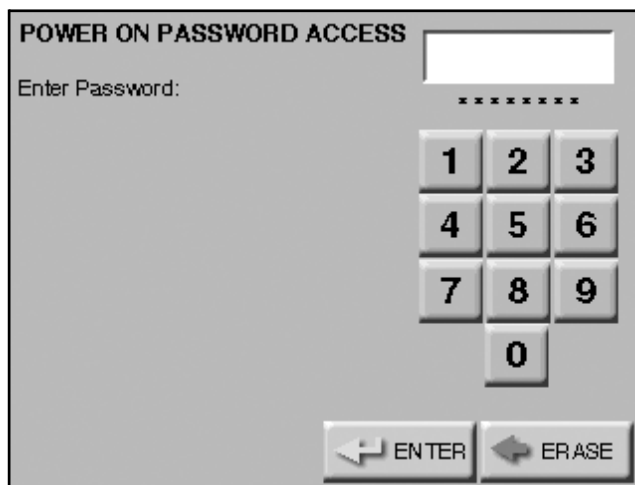 POWER ON PASSWORD ACCESS
Enter Password:
********
1 2 3
4 5 6
7 8 9
0
ENTER ERASE